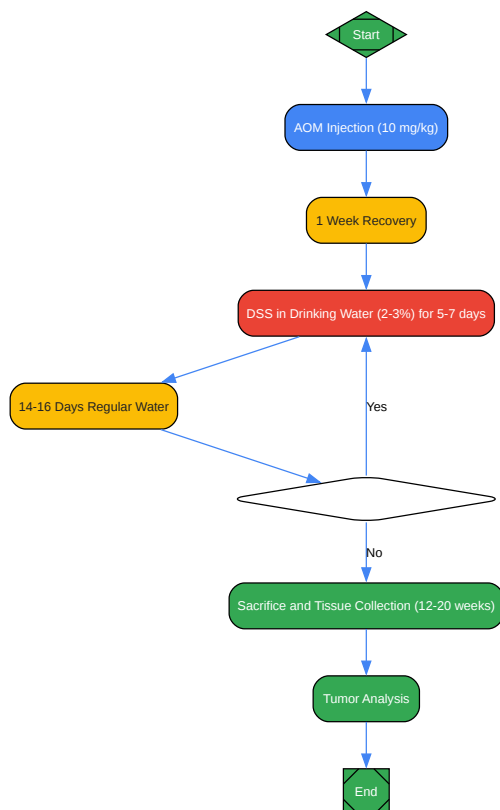 Start
AOM Injection (10 mg/kg)
1 Week Recovery
DSS in Drinking Water (2-3%) for 5-7 days
14-16 Days Regular Water
Yes
No
Sacrifice and Tissue Collection (12-20 weeks)
Tumor Analysis
End